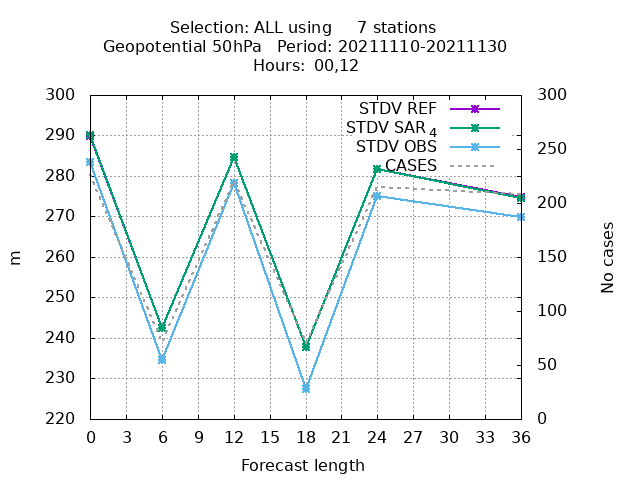 Selection: ALL using 7 stations
Geopotential 50hPa Period: 20211110-20211130
Hours: 00,12
300
290
280
270
260
250
240
230
220
m
STDV REF
STDV SAR 4
STDV OBS
CASES
300
250
200
150
100
50
0
No cases
0 3 6 9 12 15 18 21 24 27 30 33 36
Forecast length